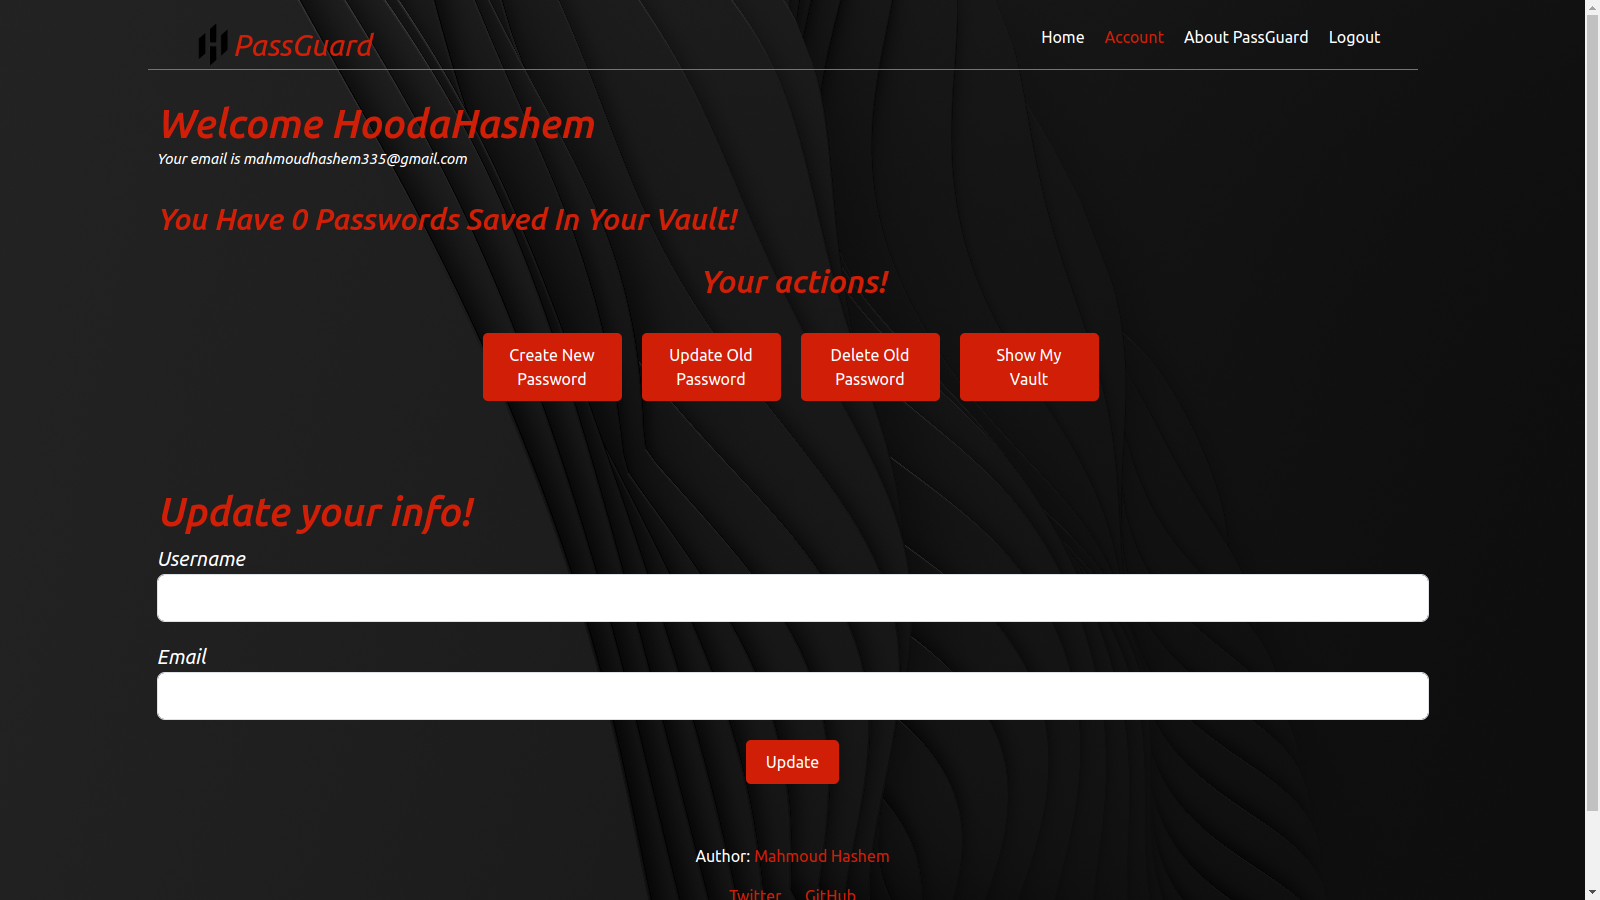 PassGuard
Home Account About PassGuard Logout
Welcome HoodaHashem
Your email is mahmoudhashem335@gmail.com
You Have 0 Passwords Saved In Your Vault!
Your actions!
Create New Password
Update Old Password
Delete Old Password
Show My Vault
Update your info!
Username
Email
Update
Author: Mahmoud Hashem
Twitter GitHub